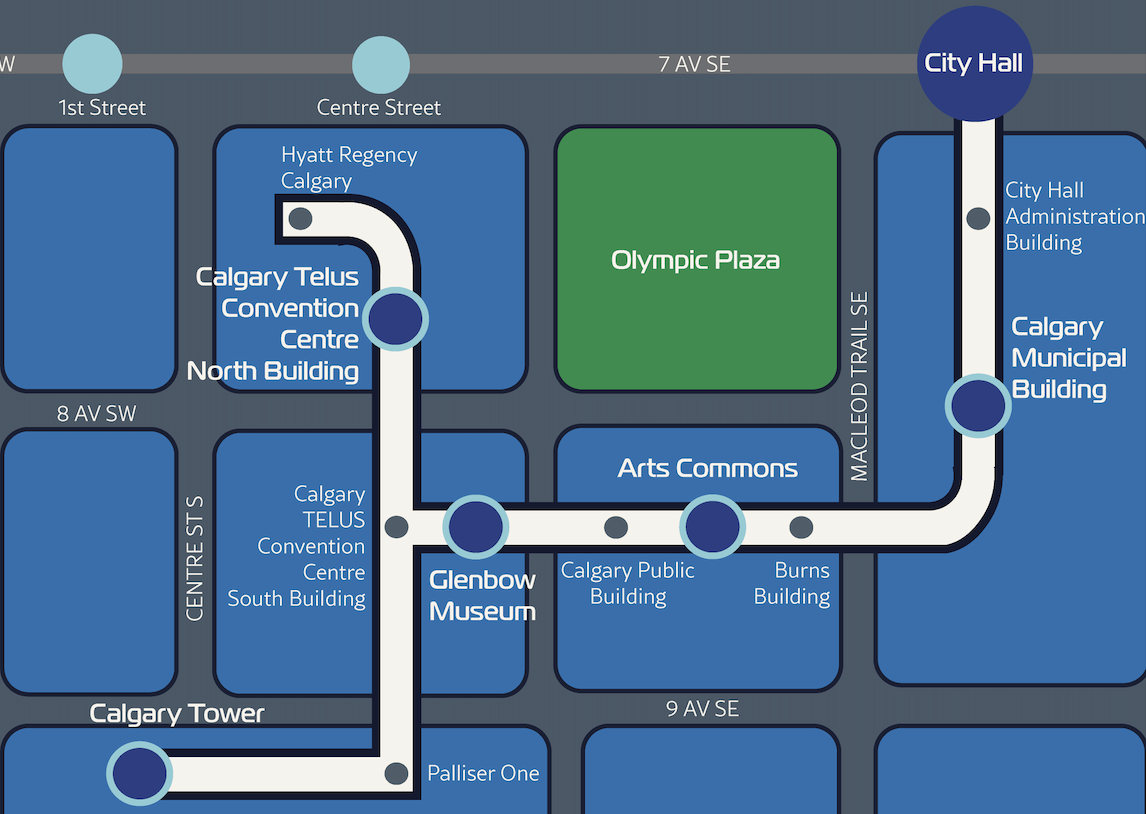 W
7 AV SE
City Hall
1st Street
Centre Street
Hyatt Regency
Calgary
City Hall
Administration
Building
Olympic Plaza
Calgary Telus
Convention
Centre
North Building
MACLEOD TRAIL SE
Calgary
Municipal
Building
8 AV SW
Arts Commons
CENTRE ST S
Calgary
TELUS
Convention
Centre
South Building
Glenbow
Museum
Calgary Public
Building
Burns
Building
Calgary Tower
9 AV SE
Palliser One